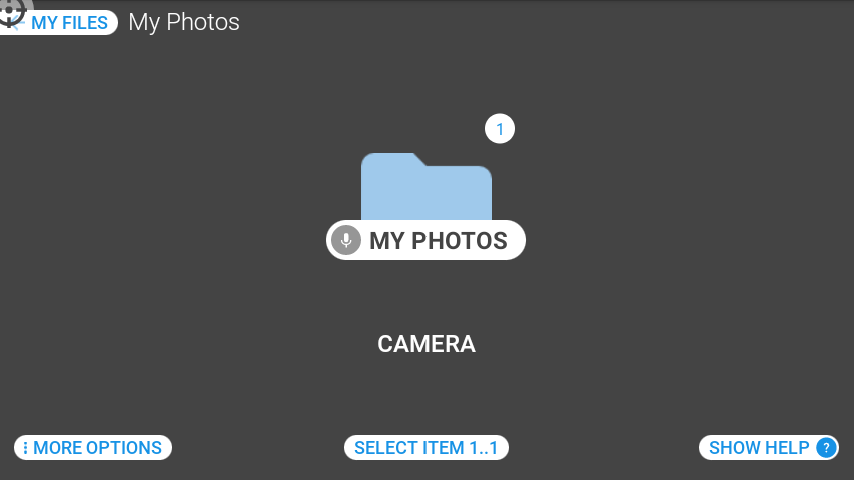 MY FILES
My Photos
1
MY PHOTOS
CAMERA
MORE OPTIONS
SELECT ITEM 1..1
SHOW HELP ?